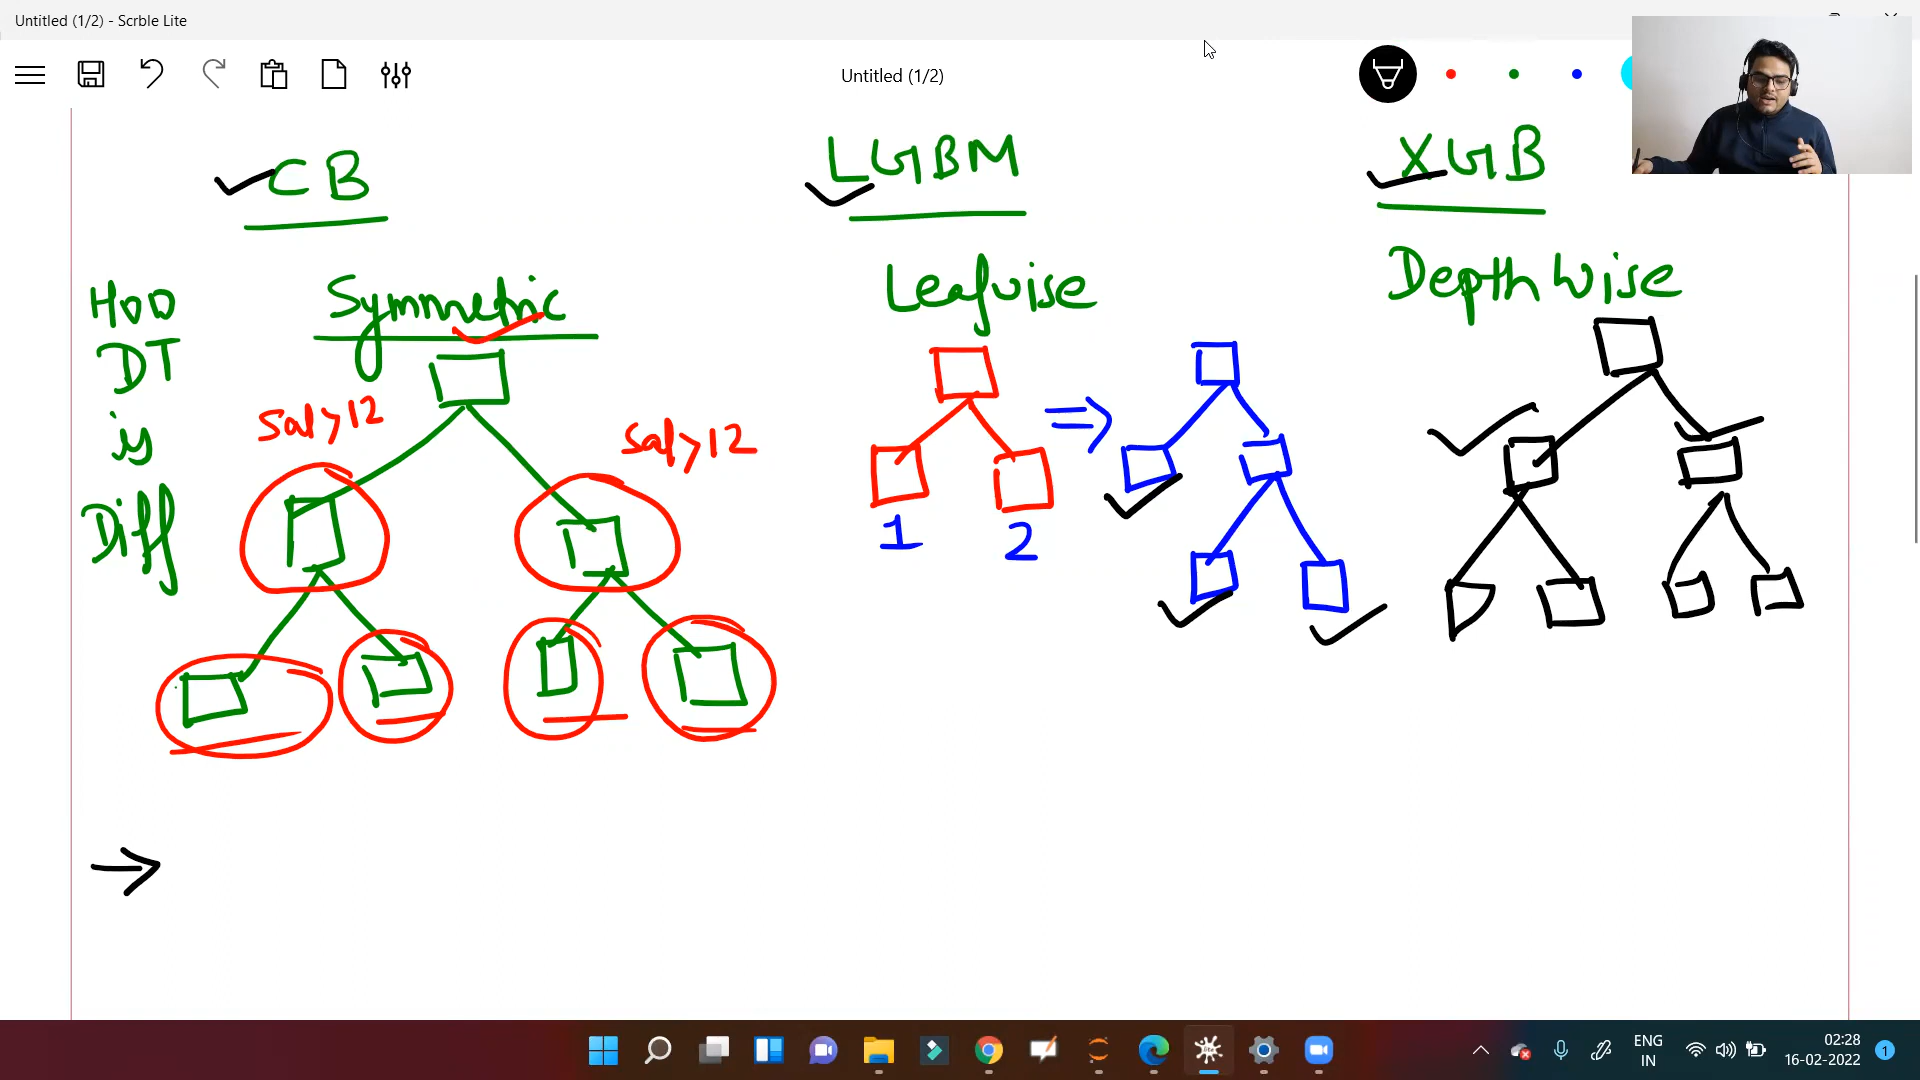 Untitled (1/2) - Scrble Lite
Untitled (1/2)
CB
LGBM
XGB
How
DT
is
Diff
Symmetric
Leafwise
Depth Wise
Sal>12
Sal>12
1
2
ENG
IN
02:28
16-02-2022
1